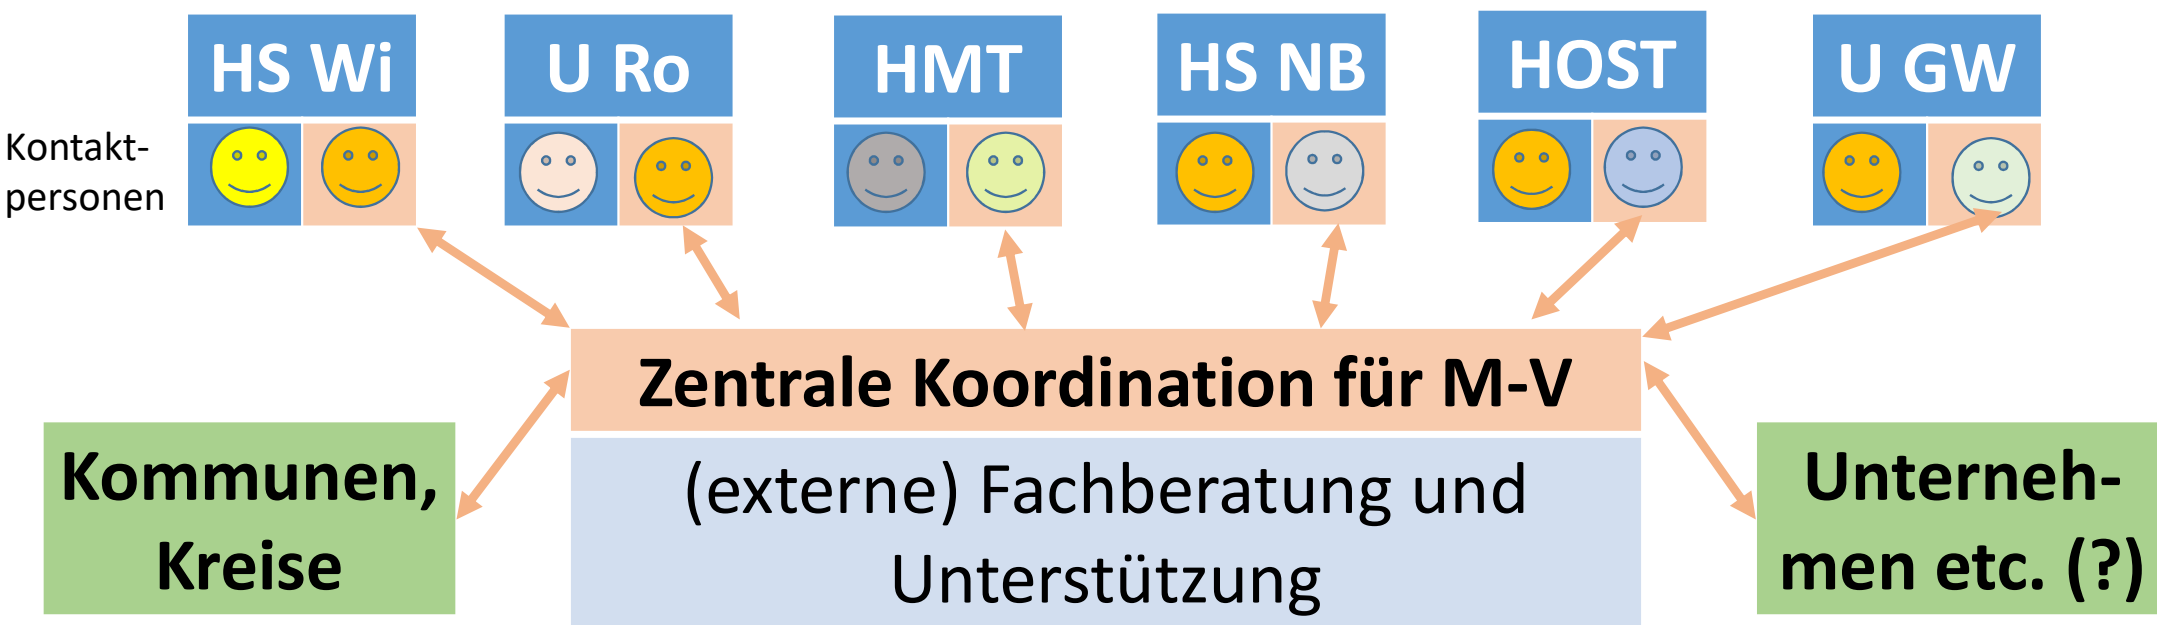 HS Wi
U Ro
HMT
HS NB
HOST
U GW
Kontakt-
personen
Zentrale Koordination für M-V
(externe) Fachberatung und
Unterstützung
Kommunen,
Kreise
Unterneh-
men etc. (?)